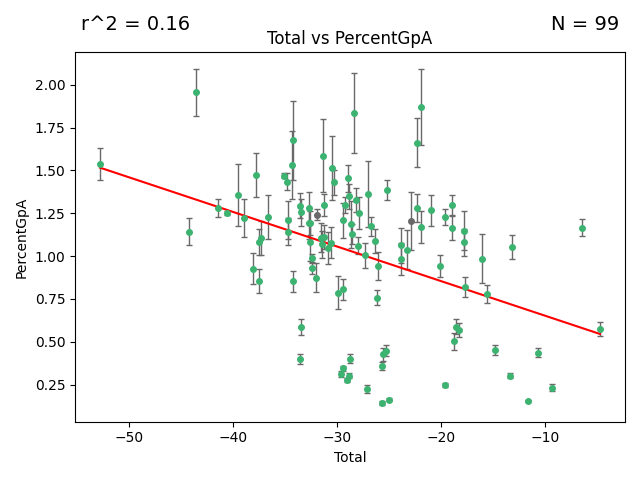 r^2 = 0.16
N = 99
Total vs PercentGpA
2.00
1.75
1.50
1.25
1.00
0.75
0.50
0.25
PercentGpA
−50
−40
−30
−20
−10
Total